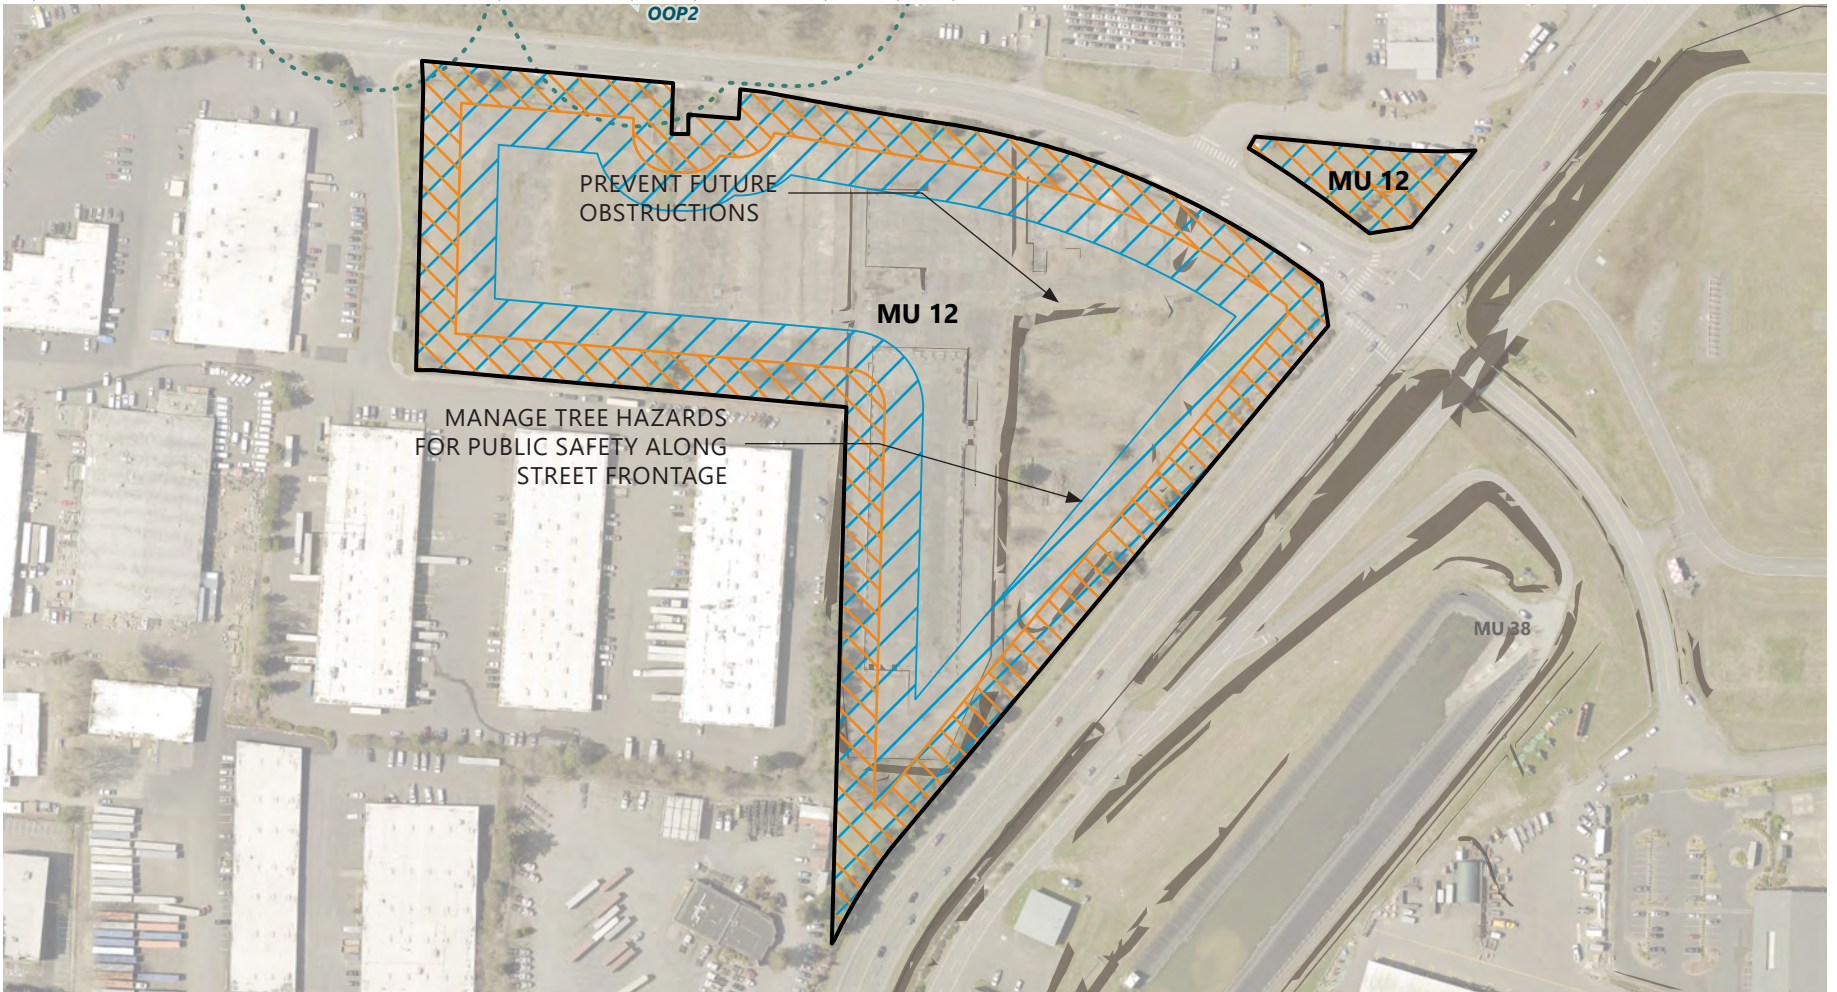 OOP2
MU 12
PREVENT FUTURE
OBSTRUCTIONS
MU 12
MANAGE TREE HAZARDS
FOR PUBLIC SAFETY ALONG
STREET FRONTAGE
MU 38